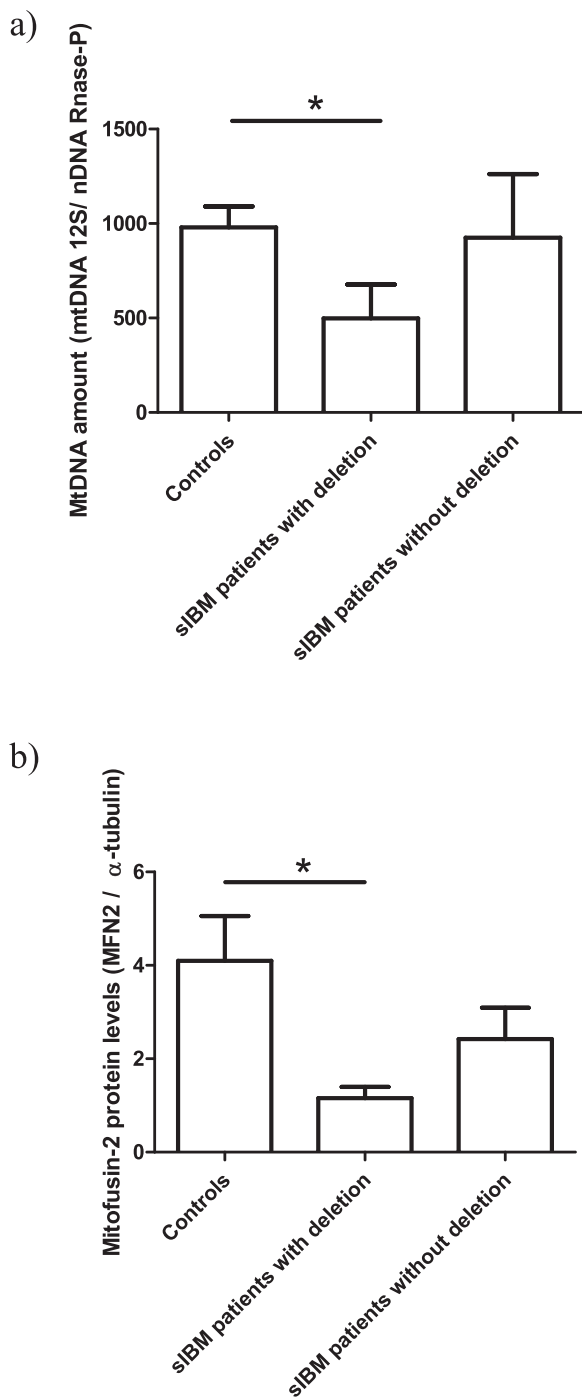 a)
MtDNA amount (mtDNA 12S/ nDNA Rnase-P)
*
1500
1000
500
0
Controls
sIBM patients with deletion
sIBM patients without deletion
b)
Mitofusin-2 protein levels (MFN2 / α-tubulin)
*
6
4
2
0
Controls
sIBM patients with deletion
sIBM patients without deletion